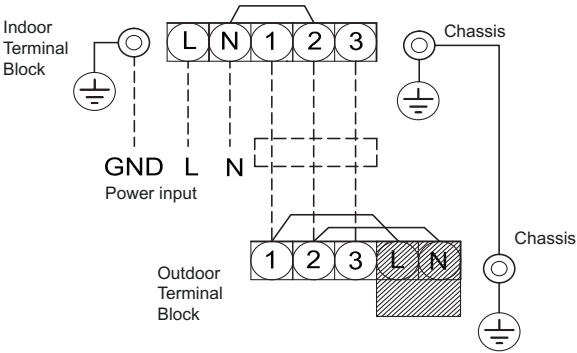 Indoor
Terminal
Block
L N 1 2 3
Chassis
GND L N
Power input
Chassis
1 2 3 L N
Outdoor
Terminal
Block